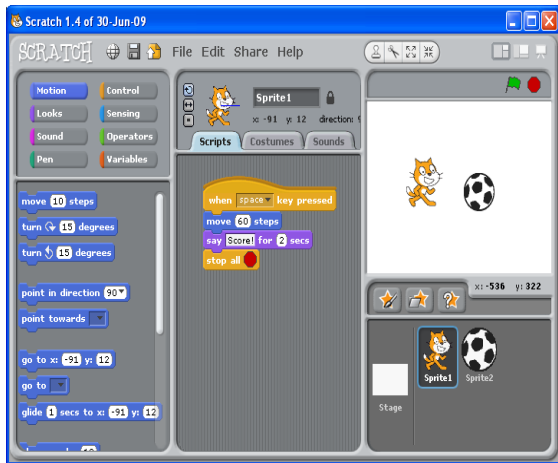 Scratch 1.4 of 30-Jun-09
SCRATCH File Edit Share Help
Motion Control
Looks Sensing
Sound Operators
Pen Variables
Sprite1
x: -91 y: 12 direction: 9
Scripts Costumes Sounds
move 10 steps
turn 15 degrees
turn 15 degrees
point in direction 90
point towards
go to x: -91 y: 12
go to
glide 1 secs to x: -91 y: 12
when space key pressed
move 60 steps
say Score! for 2 secs
stop all
x: -536 y: 322
Sprite1 Sprite2
Stage